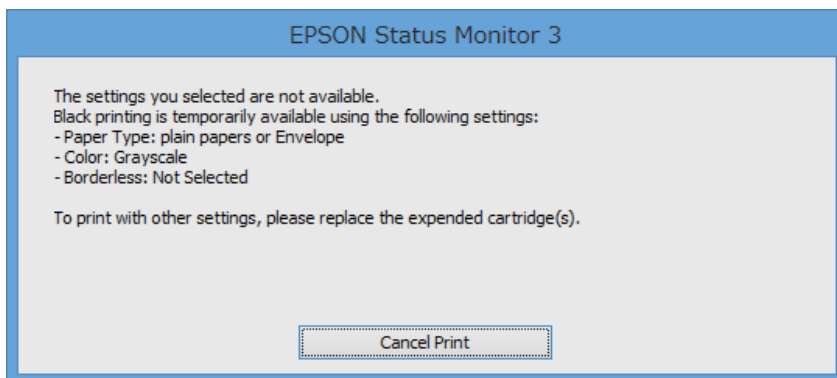 EPSON Status Monitor 3
The settings you selected are not available.
Black printing is temporarily available using the following settings:
- Paper Type: plain papers or Envelope
- Color: Grayscale
- Borderless: Not Selected
To print with other settings, please replace the expended cartridge(s).
Cancel Print